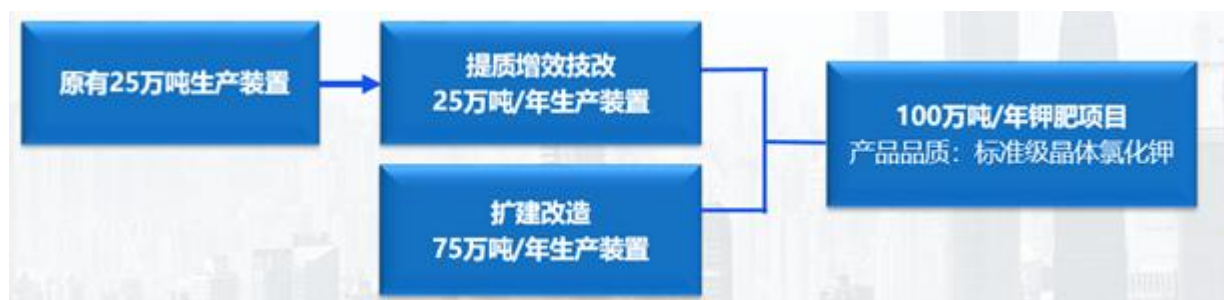 原有25万吨生产装置
提质增效技改
25万吨/年生产装置
扩建改造
75万吨/年生产装置
100万吨/年钾肥项目
产品品质：标准级晶体氯化钾